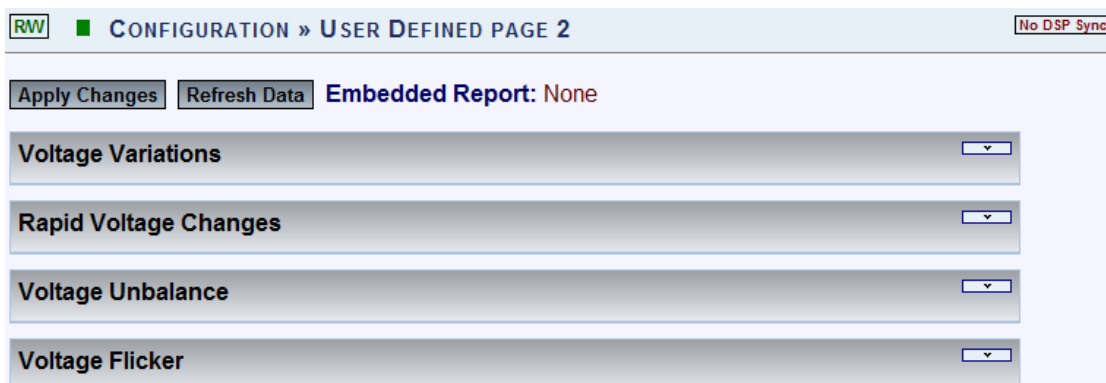 R/W CONFIGURATION » USER DEFINED PAGE 2 No DSP Sync
Apply Changes Refresh Data Embedded Report: None
Voltage Variations
Rapid Voltage Changes
Voltage Unbalance
Voltage Flicker